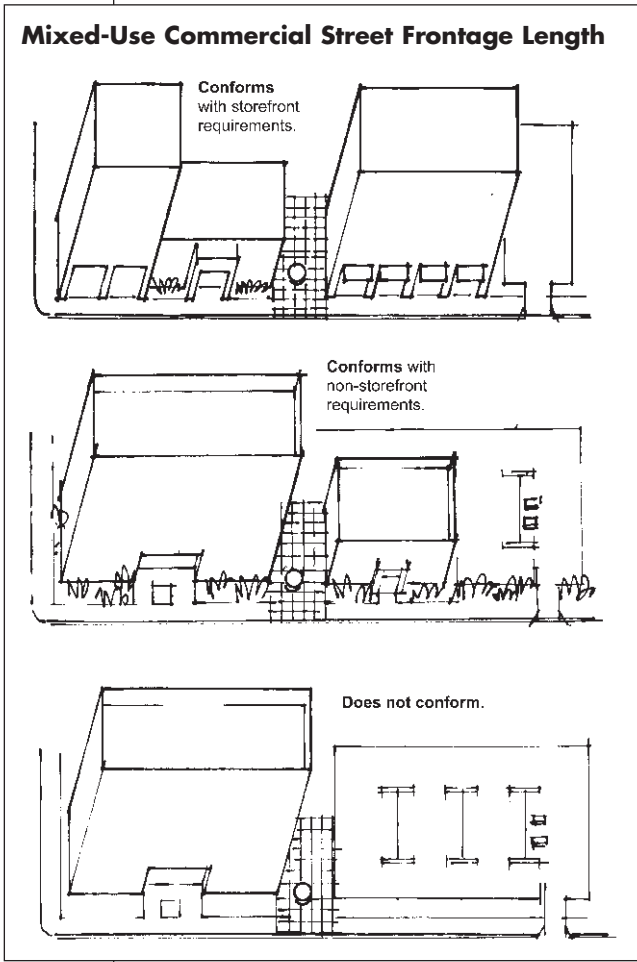 Mixed-Use Commercial Street Frontage Length
Conforms
with storefront
requirements.
Conforms with
non-storefront
requirements.
Does not conform.